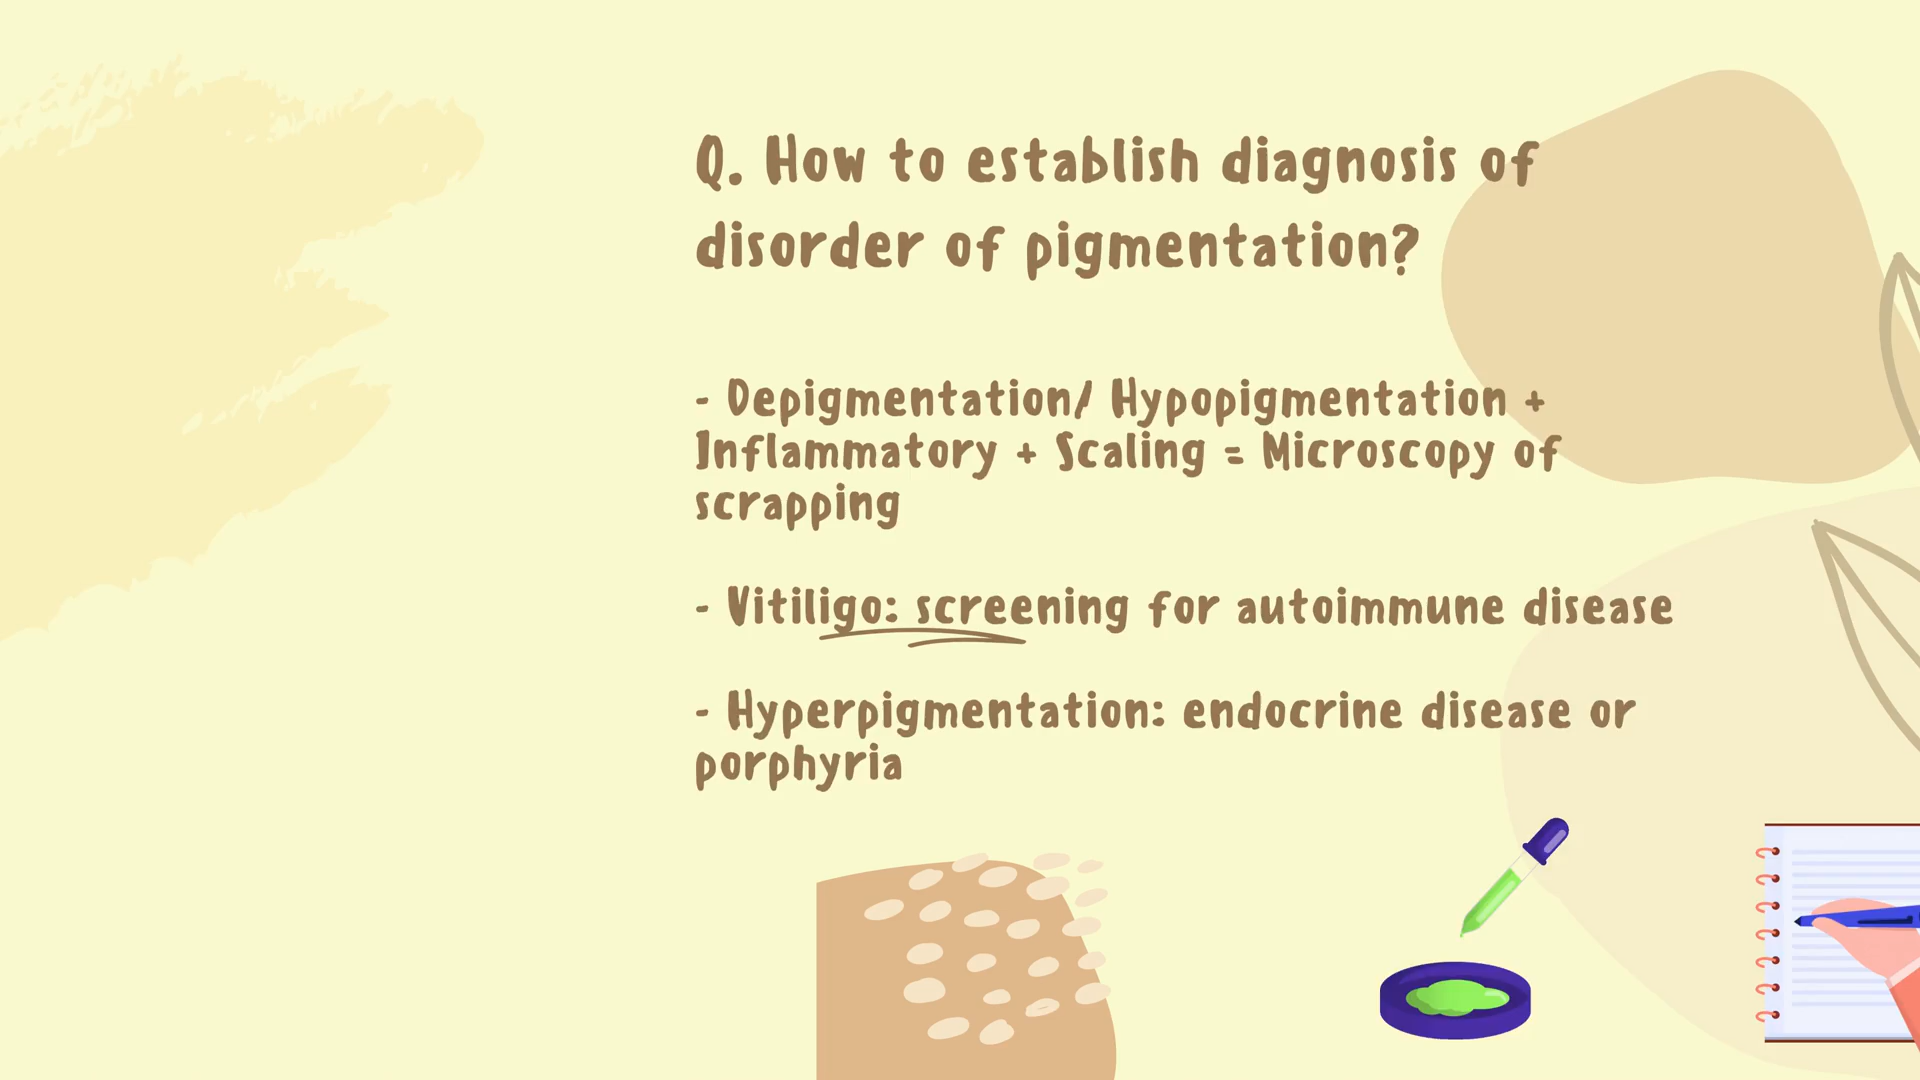 Q. How to establish diagnosis of
disorder of pigmentation?
- Depigmentation/ Hypopigmentation +
Inflammatory + Scaling = Microscopy of
scrapping
- Vitiligo: screening for autoimmune disease
- Hyperpigmentation: endocrine disease or
porphyria